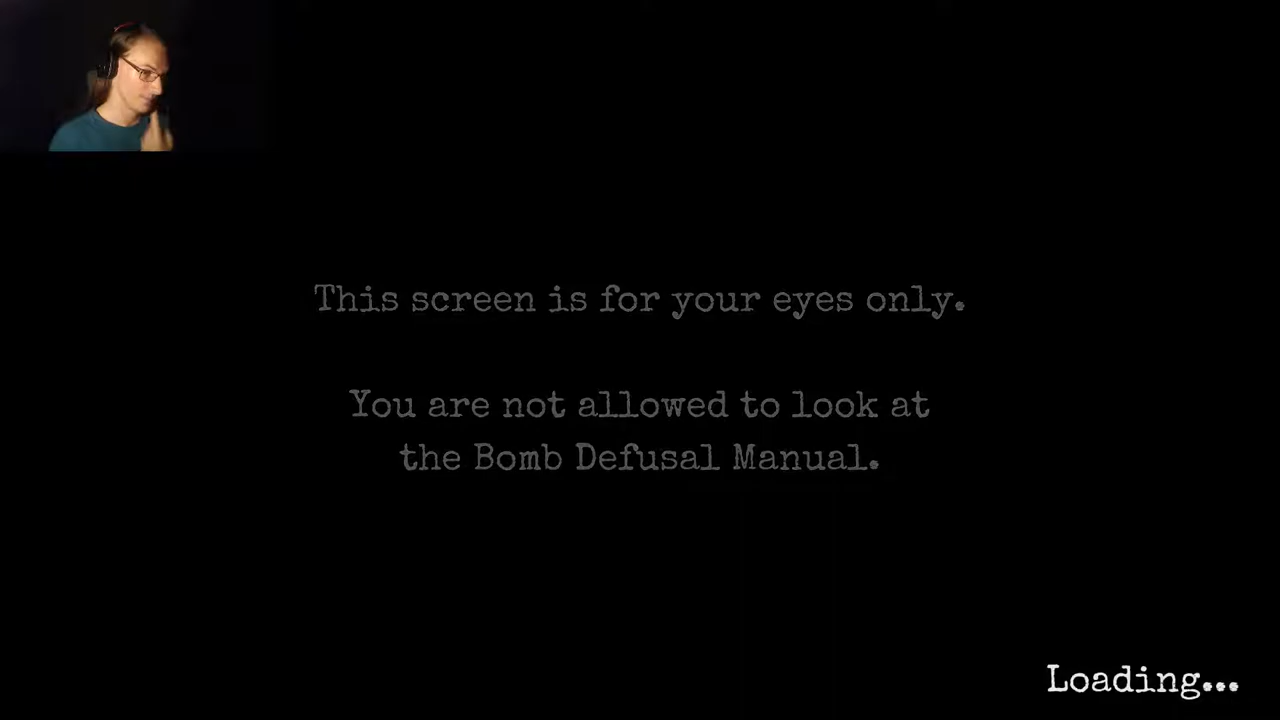 This screen is for your eyes only.
You are not allowed to look at
the Bomb Defusal Manual.
Loading...